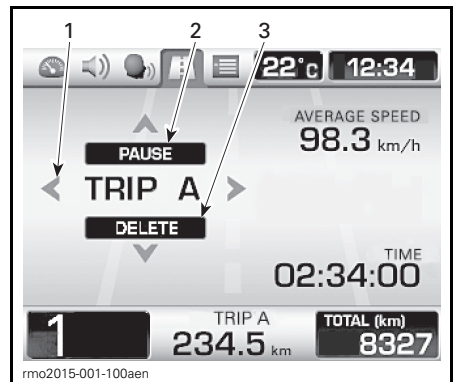 1 2 3
22°c 12:34
AVERAGE SPEED
98.3 km/h
PAUSE
TRIP A
DELETE
TIME
02:34:00
1
TRIP A
234.5 km
TOTAL (km)
8327
rmo2015-001-100aen